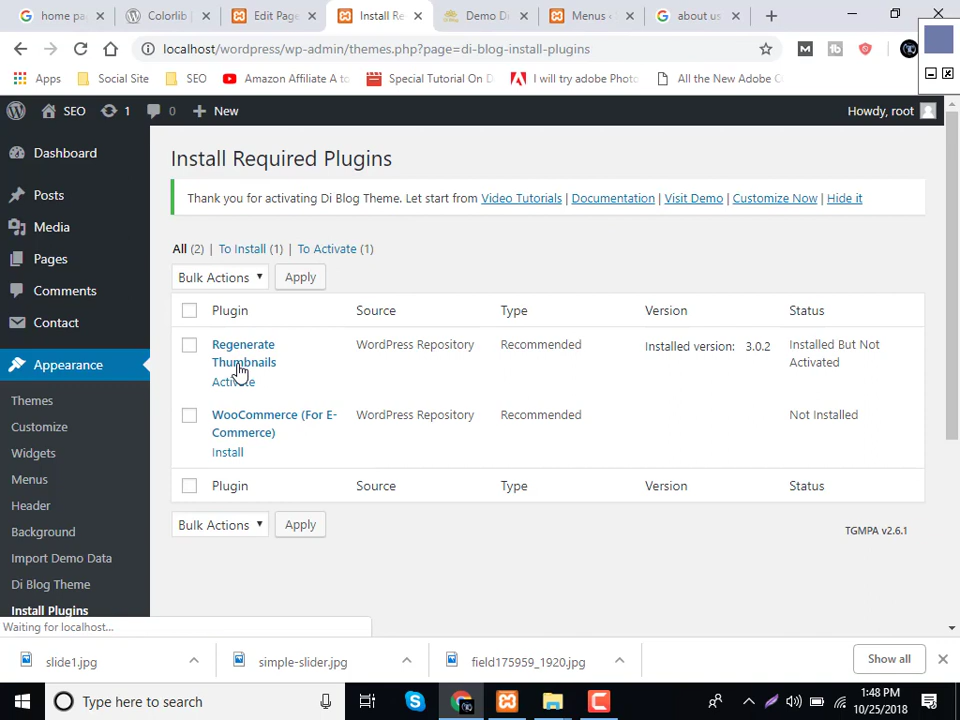 home pa
Colorlib
Edit Page
Install Re
Demo Di
Menus
about us
localhost/wordpress/wp-admin/themes.php?page=di-blog-install-plugins
Apps
Social Site
SEO
Amazon Affiliate A to
Special Tutorial On D
I will try adobe Photo
All the New Adobe C
SEO
1
0
New
Howdy, root
Dashboard
Posts
Media
Pages
Comments
Contact
Appearance
Themes
Customize
Widgets
Menus
Header
Background
Import Demo Data
Di Blog Theme
Install Plugins
Install Required Plugins
Thank you for activating Di Blog Theme. Let start from Video Tutorials | Documentation | Visit Demo | Customize Now | Hide it
All (2) | To Install (1) | To Activate (1)
Bulk Actions Apply
Plugin Source Type Version Status
Regenerate Thumbnails WordPress Repository Recommended Installed version: 3.0.2 Installed But Not Activated
Activate
WooCommerce (For E-Commerce) WordPress Repository Recommended Not Installed
Install
Plugin Source Type Version Status
Bulk Actions Apply
TGMPA v2.6.1
Waiting for localhost...
slide1.jpg
simple-slider.jpg
field175959_1920.jpg
Show all
Type here to search
1:48 PM
10/25/2018